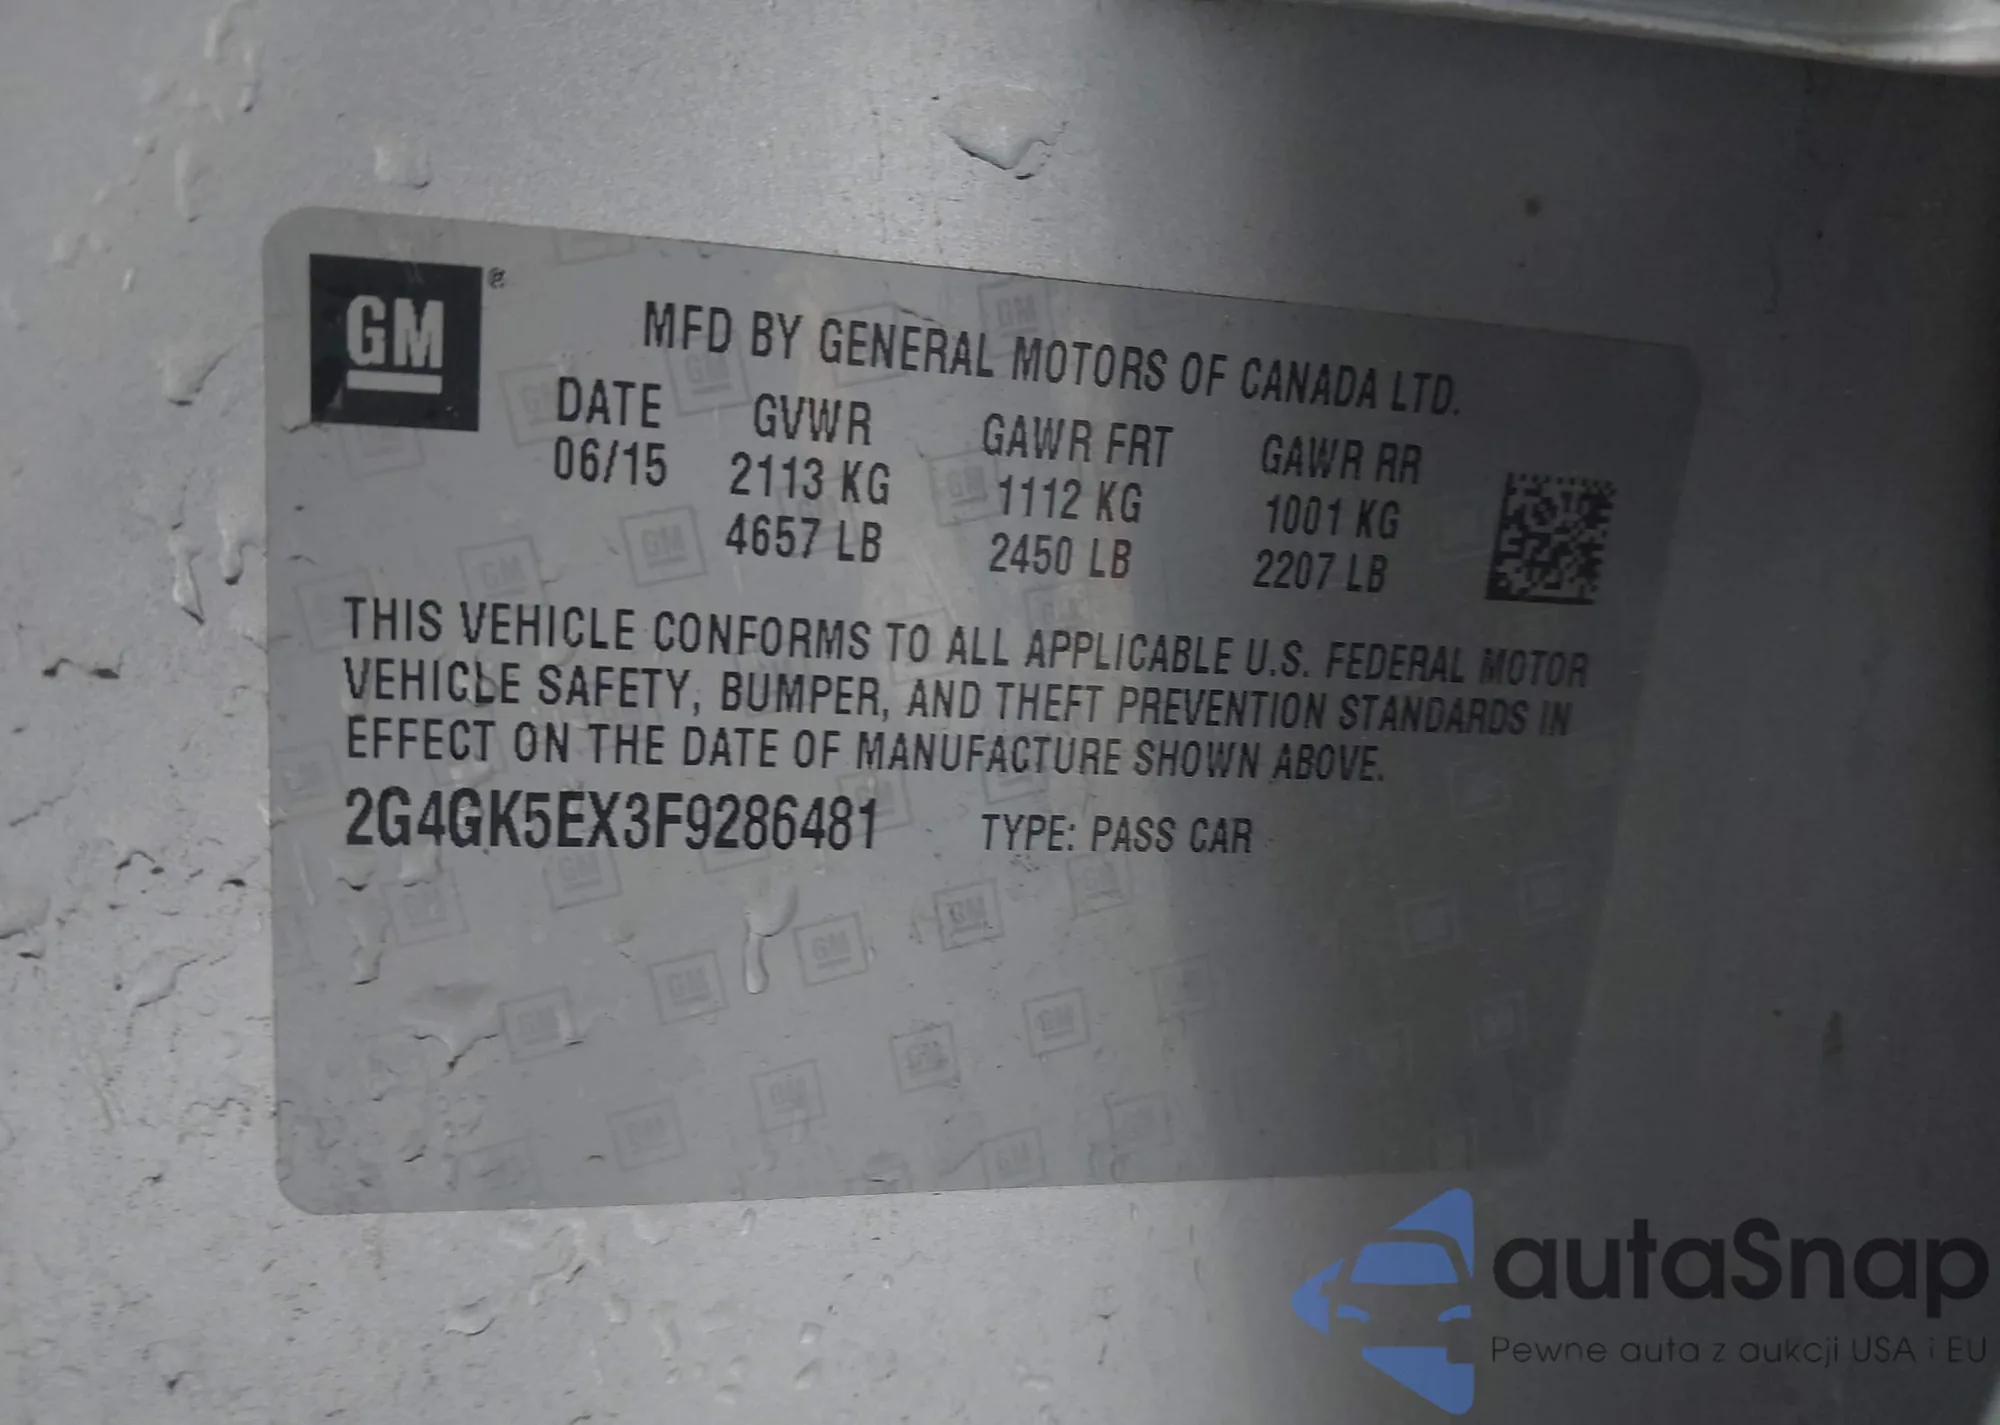 GM®
MFD BY GENERAL MOTORS OF CANADA LTD.
DATE GVWR GAWR FRT GAWR RR
06/15 2113 KG 1112 KG 1001 KG
4657 LB 2450 LB 2207 LB
THIS VEHICLE CONFORMS TO ALL APPLICABLE U.S. FEDERAL MOTOR
VEHICLE SAFETY, BUMPER, AND THEFT PREVENTION STANDARDS IN
EFFECT ON THE DATE OF MANUFACTURE SHOWN ABOVE.
2G4GK5EX3F9286481 TYPE: PASS CAR
autaSnap
Pewne auta z aukcji USA i EU